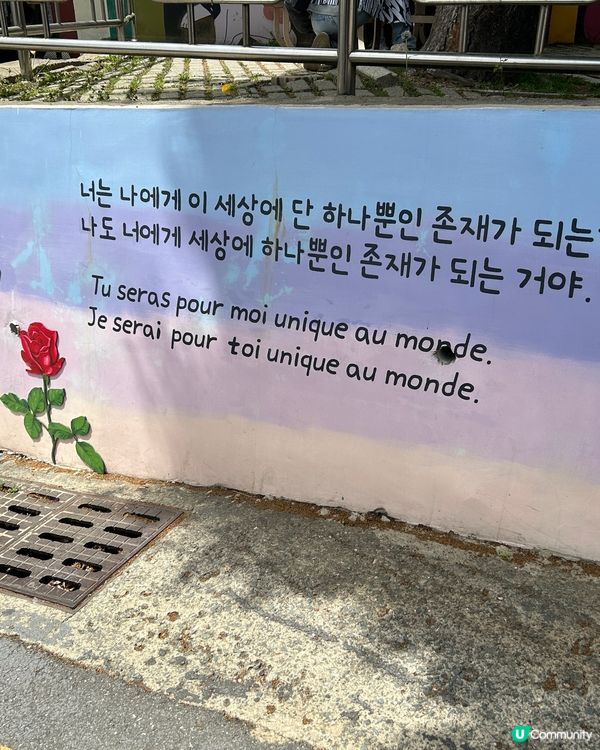 너는 나에게 이 세상에 단 하나뿐인 존재가 되는
나도 너에게 세상에 하나뿐인 존재가 되는 거야.
Tu seras pour moi unique au monde.
Je serai pour toi unique au monde.
U Community